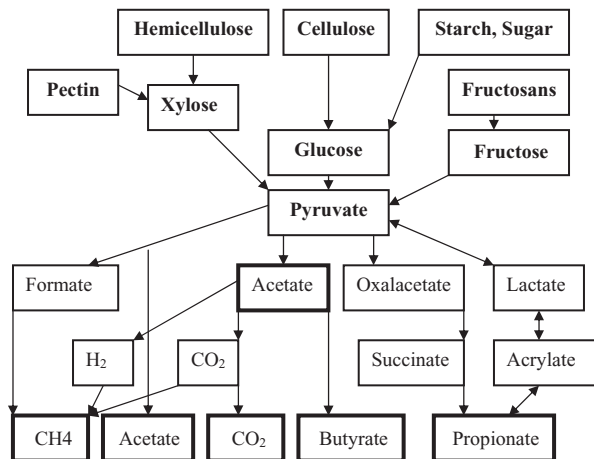 Hemicellulose
Cellulose
Starch, Sugar
Pectin
Xylose
Fructosans
Glucose
Fructose
Pyruvate
Formate
Acetate
Oxalacetate
Lactate
H₂
CO₂
Succinate
Acrylate
CH4
Acetate
CO₂
Butyrate
Propionate